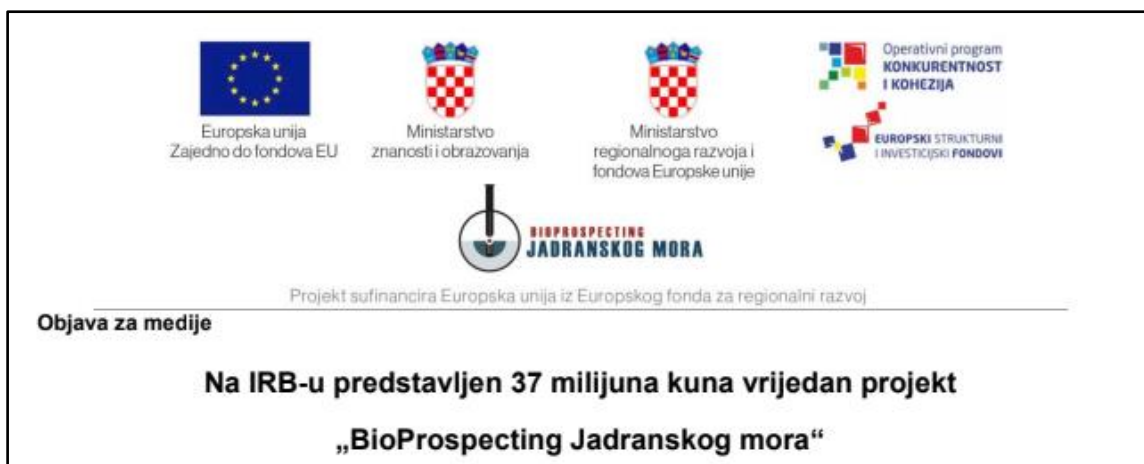 Europska unija
Zajedno do fondova EU
Ministarstvo
znanosti i obrazovanja
Ministarstvo
regionalnoga razvoja i
fondova Europske unije
Operativni program
KONKURENTNOST
I KOHEZIJA
EUROPSKI STRUKTURNI
I INVESTICIJSKI FONDOVI
BIOPROSPECTING
JADRANSKOG MORA
Projekt sufinancira Europska unija iz Europskog fonda za regionalni razvoj
Objava za medije
Na IRB-u predstavljen 37 milijuna kuna vrijedan projekt
„BioProspecting Jadranskog mora“